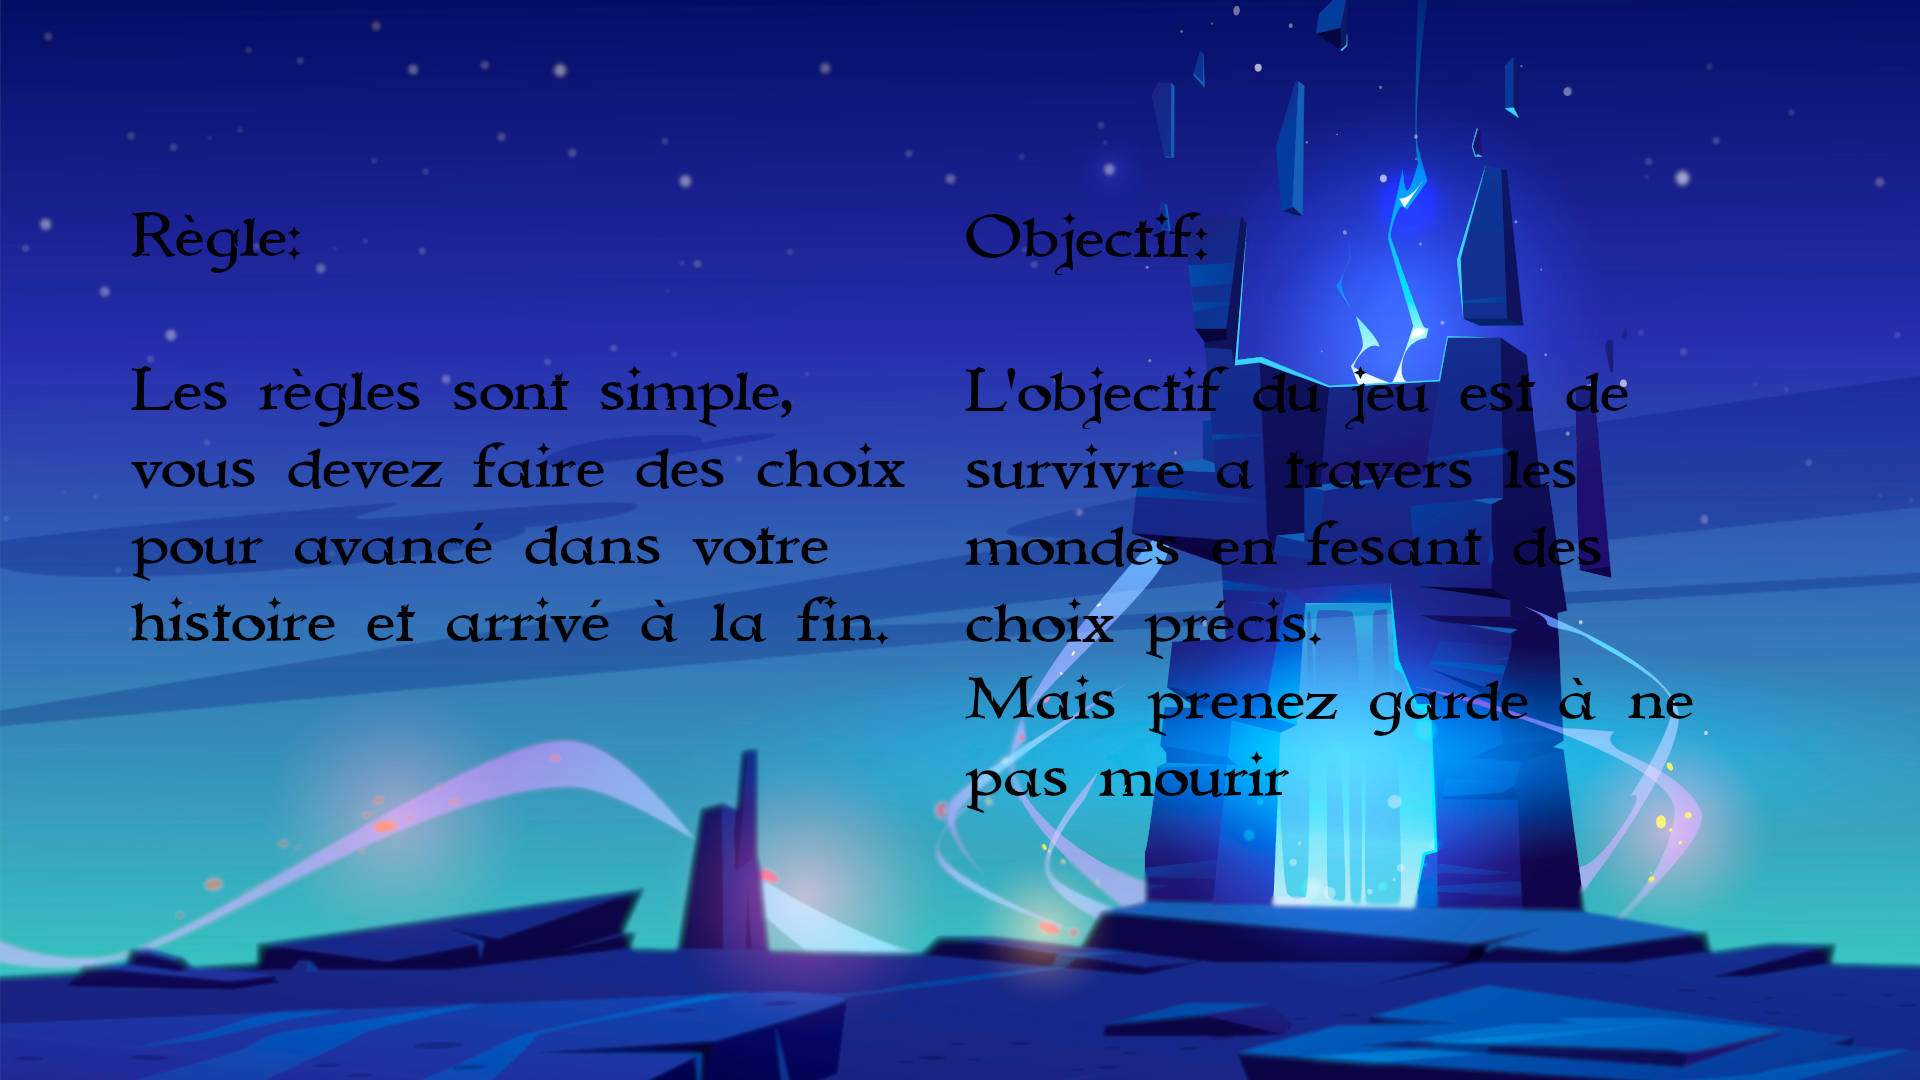 Règle:
Les règles sont simple,
vous devez faire des choix
pour avancé dans votre
histoire et arrivé à la fin.
Objectif:
L'objectif du jeu est de
survivre a travers les
mondes en fesant des
choix précis.
Mais prenez garde à ne
pas mourir